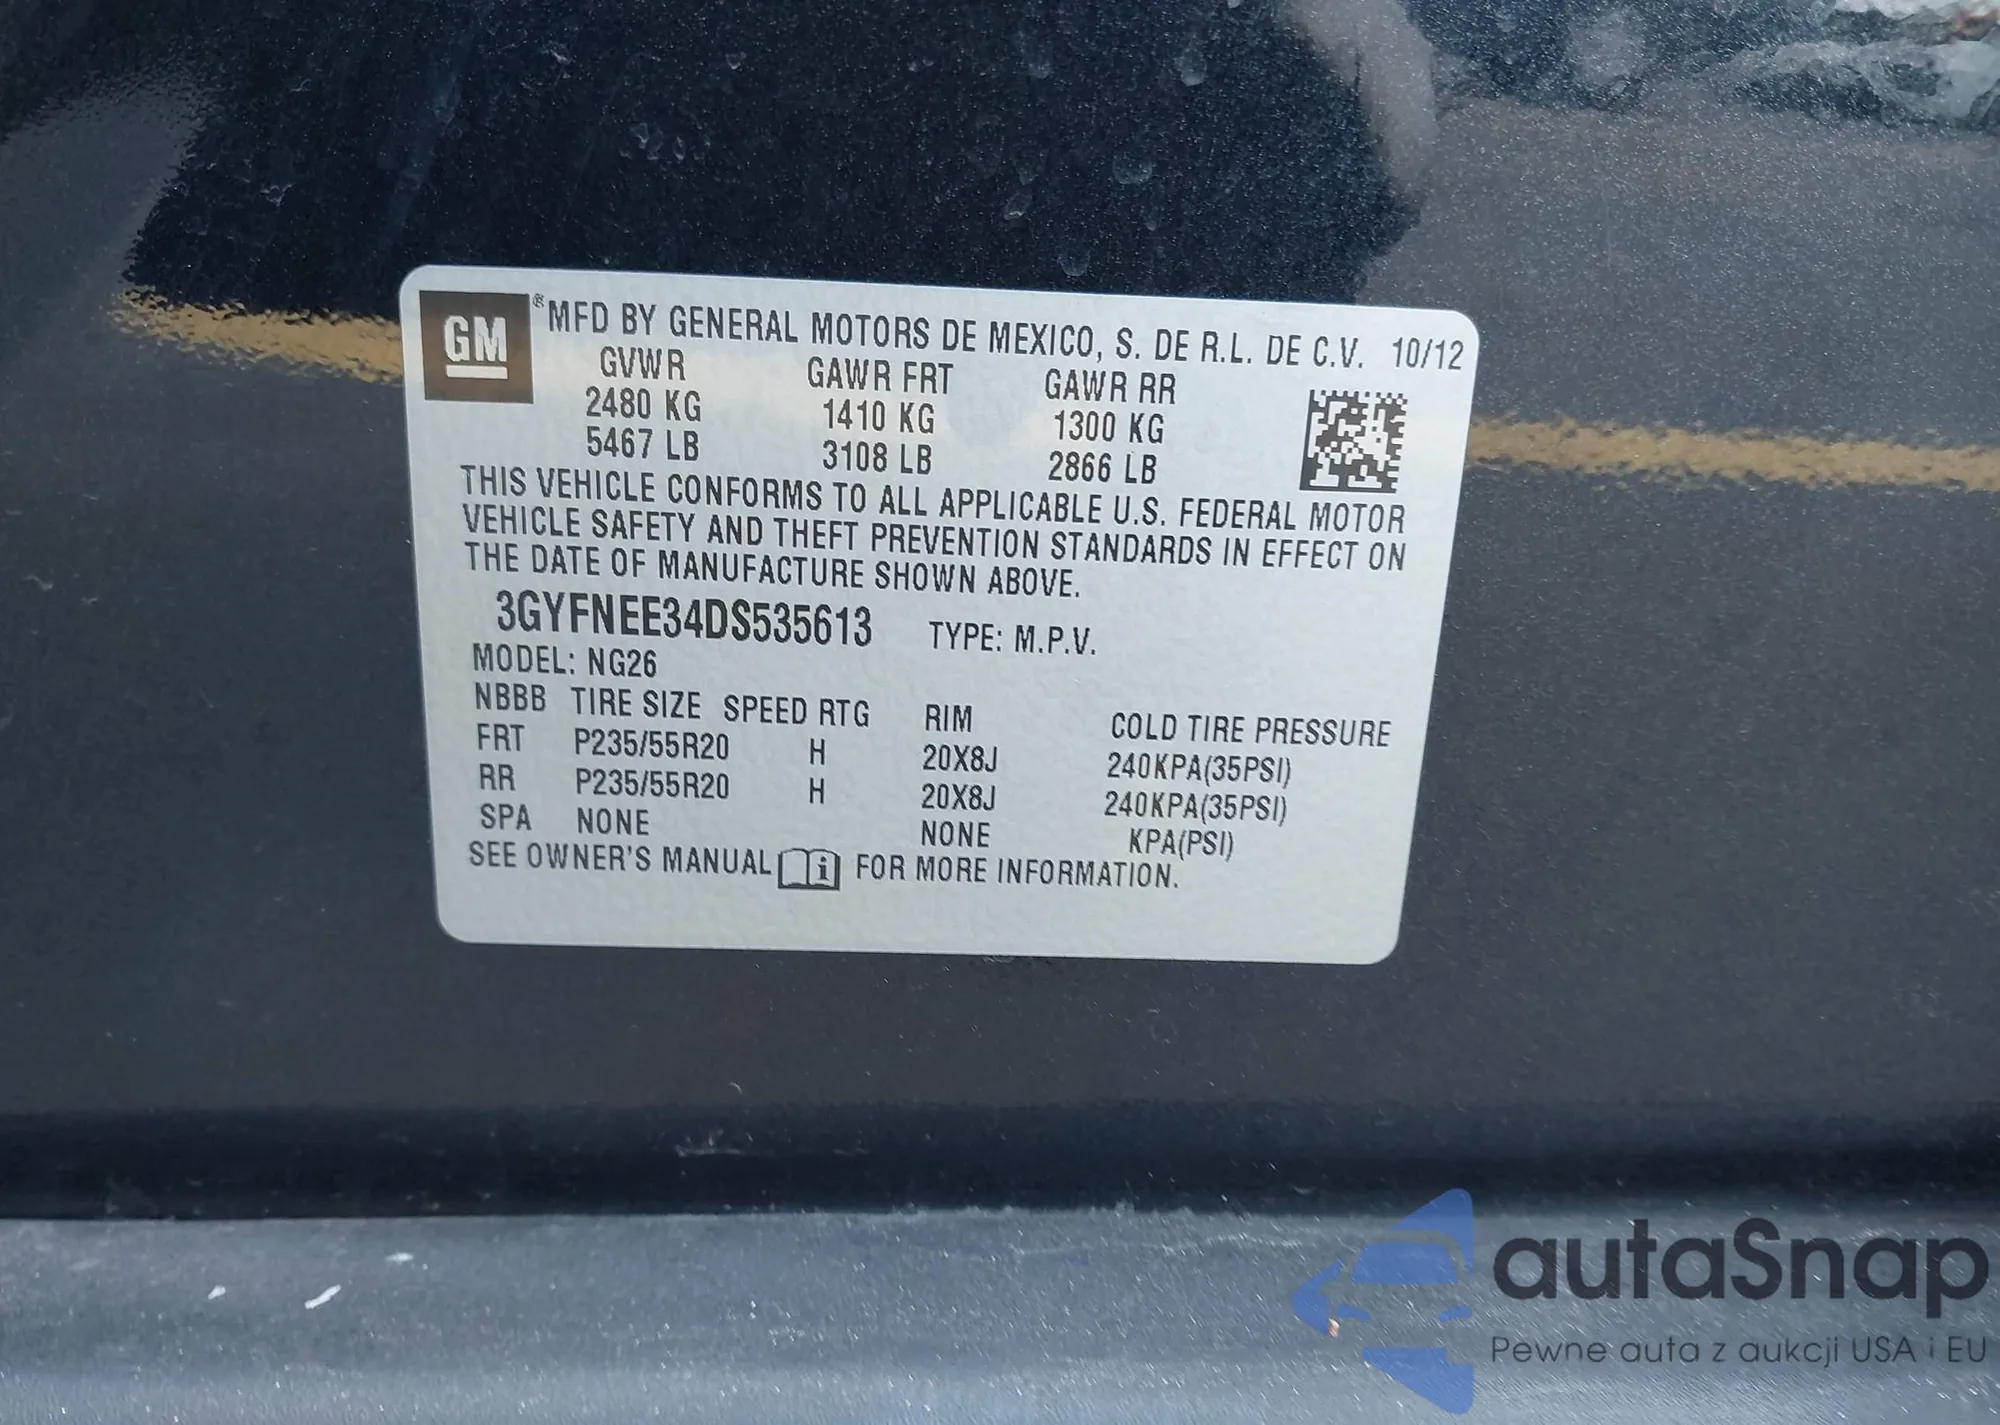 GM ® MFD BY GENERAL MOTORS DE MEXICO, S. DE R.L. DE C.V. 10/12
GVWR GAWR FRT GAWR RR
2480 KG 1410 KG 1300 KG
5467 LB 3108 LB 2866 LB
THIS VEHICLE CONFORMS TO ALL APPLICABLE U.S. FEDERAL MOTOR
VEHICLE SAFETY AND THEFT PREVENTION STANDARDS IN EFFECT ON
THE DATE OF MANUFACTURE SHOWN ABOVE.
3GYFNEE34DS535613 TYPE: M.P.V.
MODEL: NG26
NBBB TIRE SIZE SPEED RTG RIM COLD TIRE PRESSURE
FRT P235/55R20 H 20X8J 240KPA(35PSI)
RR P235/55R20 H 20X8J 240KPA(35PSI)
SPA NONE NONE KPA(PSI)
SEE OWNER'S MANUAL i FOR MORE INFORMATION.
autaSnap
Pewne auta z aukcji USA i EU